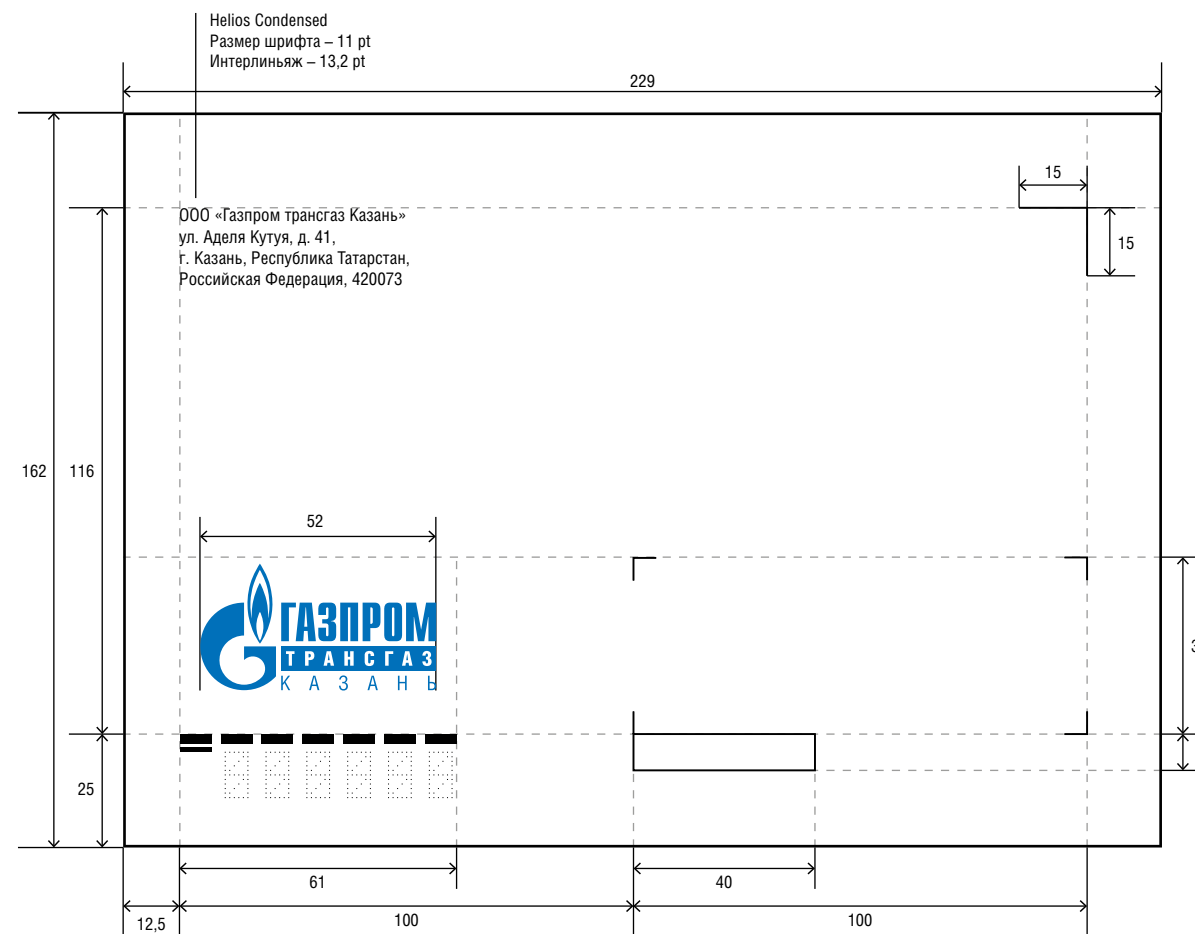 Helios Condensed
Размер шрифта – 11 pt
Интерлиньяж – 13,2 pt
229
15
15
ООО «Газпром трансгаз Казань»
ул. Аделя Кутуя, д. 41,
г. Казань, Республика Татарстан,
Российская Федерация, 420073
162
116
52
ГАЗПРОМ
ТРАНСГАЗ
КАЗАНЬ
3
25
61
40
12,5
100
100